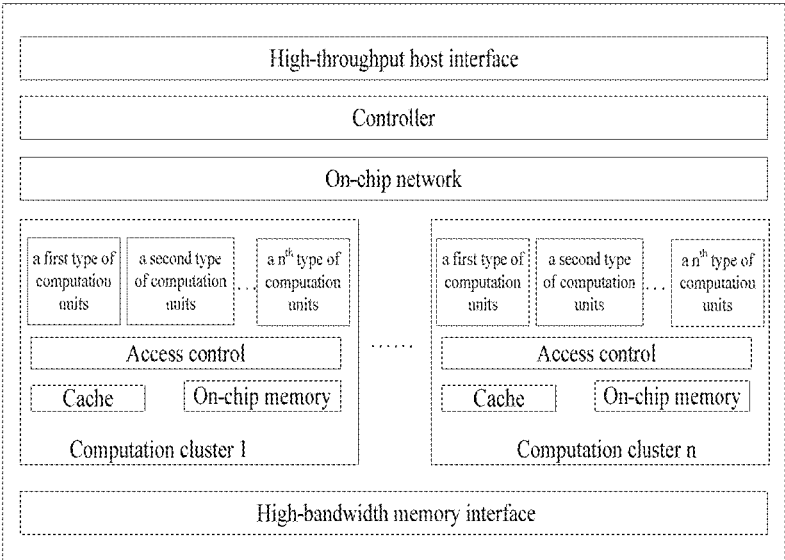 High-throughput host interface
Controller
On-chip network
a first type of
computation
units
a second type
of computation
units
...
a nth type of
computation
units
Access control
Cache
On-chip memory
Computation cluster 1
......
a first type of
computation
units
a second type
of computation
units
...
a nth type of
computation
units
Access control
Cache
On-chip memory
Computation cluster n
High-bandwidth memory interface